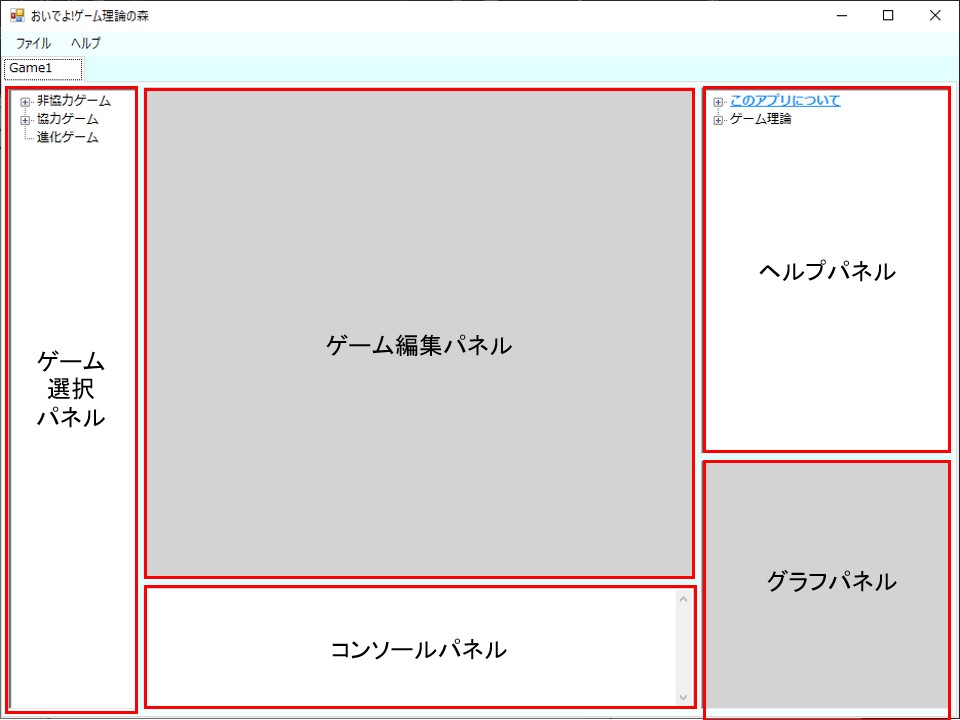 おいでよ!ゲーム理論の森
ファイル ヘルプ
Game1
非協力ゲーム
協力ゲーム
進化ゲーム
ゲーム
選択
パネル
ゲーム編集パネル
コンソールパネル
このアプリについて
ゲーム理論
ヘルプパネル
グラフパネル